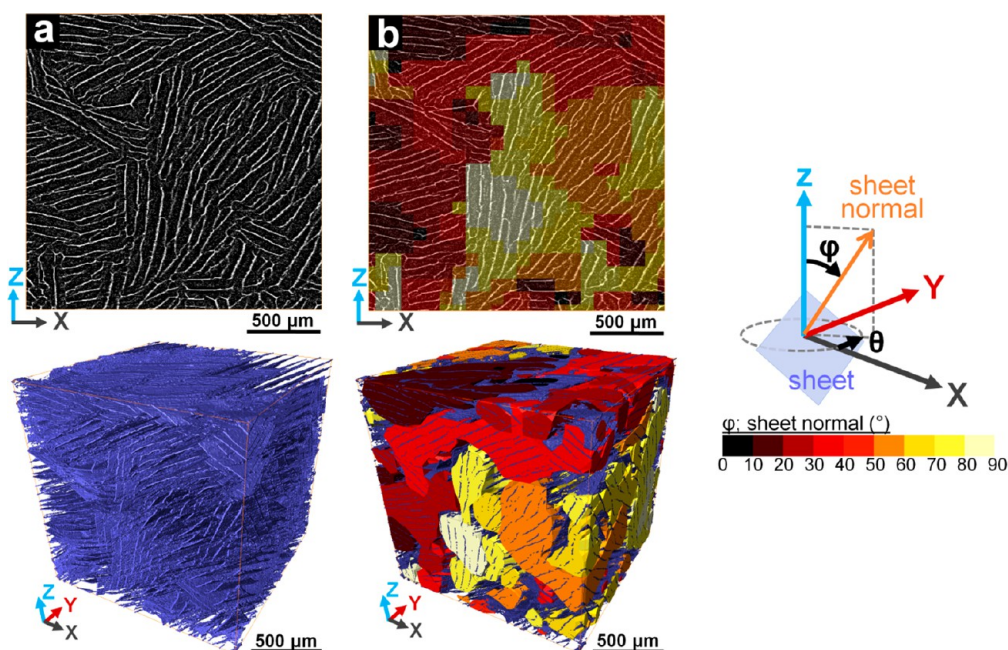 a
b
Z
X
500 µm
Z
X
500 µm
Z
sheet
normal
φ
Y
θ
sheet
X
φ; sheet normal (°)
0 10 20 30 40 50 60 70 80 90
Z
Y
X
500 µm
Z
Y
X
500 µm